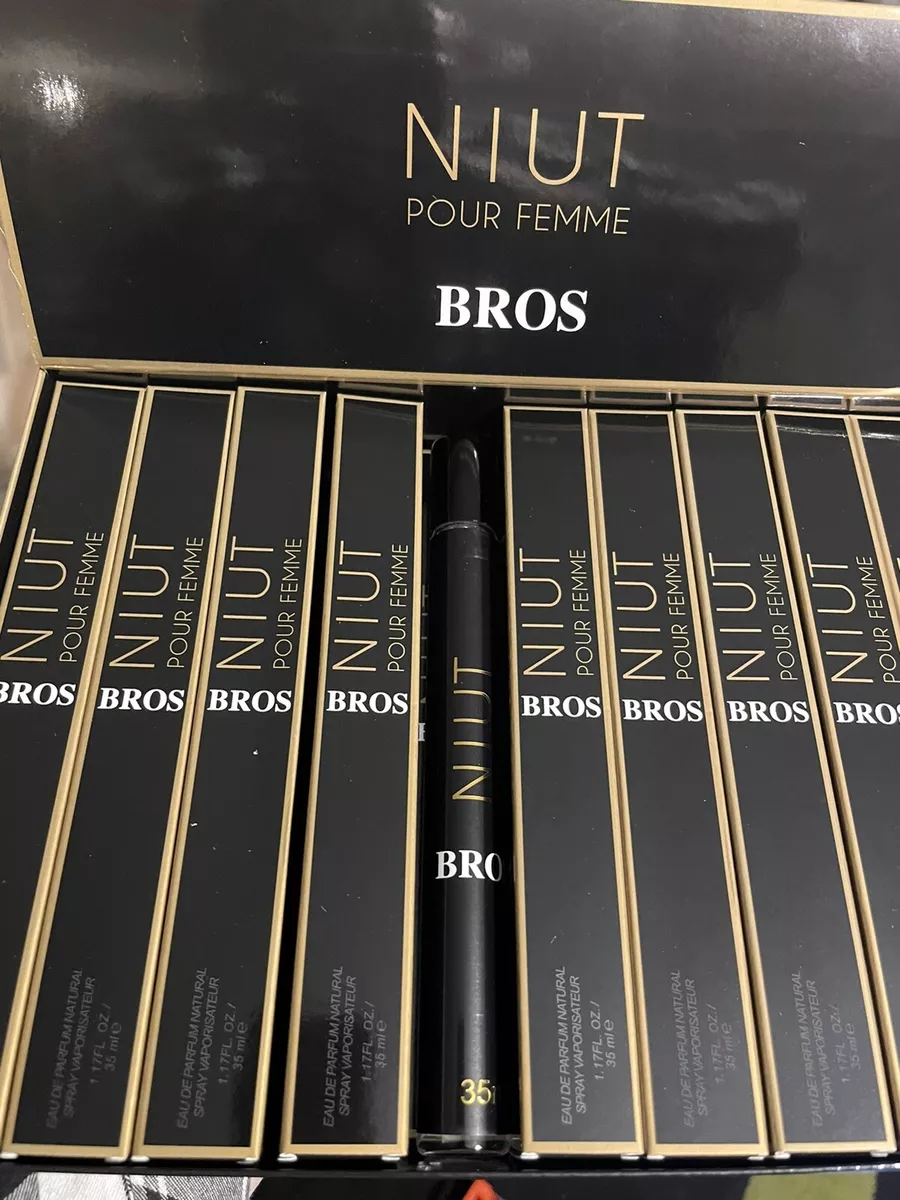 NIUT
POUR FEMME
BROS
NIUT
POUR FEMME
BROS
EAU DE PARFUM NATURAL
SPRAY VAPORISATEUR
1.17FL. OZ./
35 ml e
NIUT
POUR FEMME
BROS
EAU DE PARFUM NATURAL
SPRAY VAPORISATEUR
1.17FL. OZ./
35 ml e
NIUT
POUR FEMME
BROS
NIUT
POUR FEMME
BROS
EAU DE PARFUM NATURAL
SPRAY VAPORISATEUR
1.17FL. OZ./
35 ml e
NIUT
BRO
35
NIUT
POUR FEMME
BROS
EAU DE PARFUM NATURAL
SPRAY VAPORISATEUR
1.17FL. OZ./
35 ml e
NIUT
POUR FEMME
BROS
EAU DE PARFUM NATURAL
SPRAY VAPORISATEUR
1.17FL. OZ./
35 ml e
NIUT
POUR FEMME
BROS
EAU DE PARFUM NATURAL
SPRAY VAPORISATEUR
1.17FL. OZ./
35 ml e
NIUT
POUR FEMME
BROS